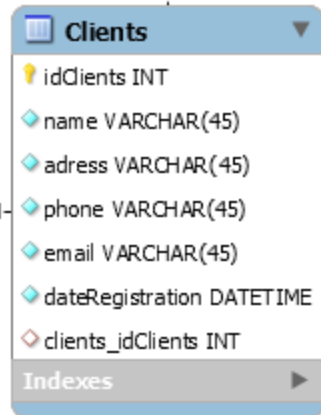 Clients
idClients INT
name VARCHAR(45)
adress VARCHAR(45)
phone VARCHAR(45)
email VARCHAR(45)
dateRegistration DATETIME
clients_idClients INT
Indexes